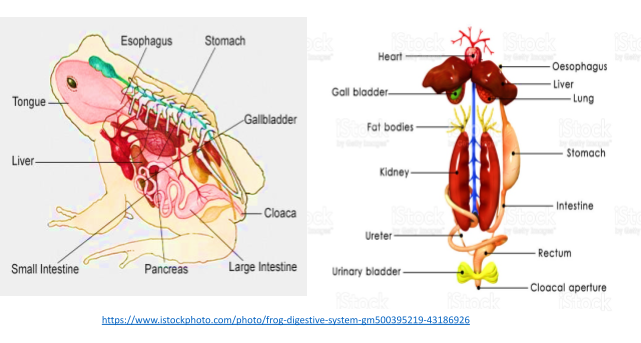 Esophagus
Stomach
Tongue
Gallbladder
Liver
Cloaca
Small Intestine
Pancreas
Large Intestine
Heart
Oesophagus
Liver
Gall bladder
Lung
Fat bodies
Stomach
Kidney
Intestine
Ureter
Rectum
Urinary bladder
Cloacal aperture
https://www.istockphoto.com/photo/frog-digestive-system-gm500395219-43186926